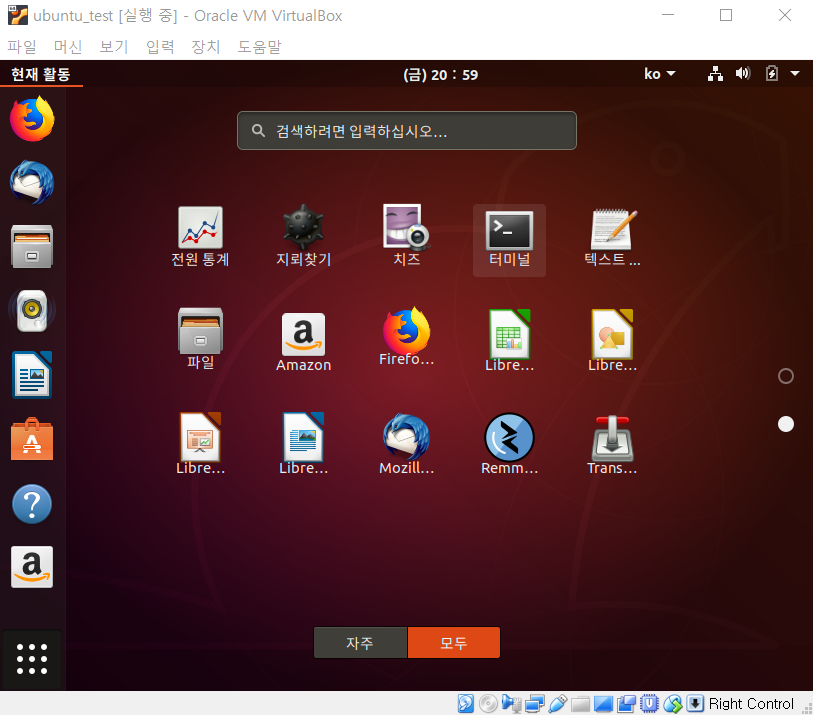 ubuntu_test [실행 중] - Oracle VM VirtualBox
파일 머신 보기 입력 장치 도움말
현재 활동 (금) 20 : 59 ko
검색하려면 입력하십시오...
전원 통계 지뢰찾기 치즈 터미널 텍스트 ...
파일 Amazon Firefo... Libre... Libre...
Libre... Libre... Mozill... Remm... Trans...
자주 모두
Right Control